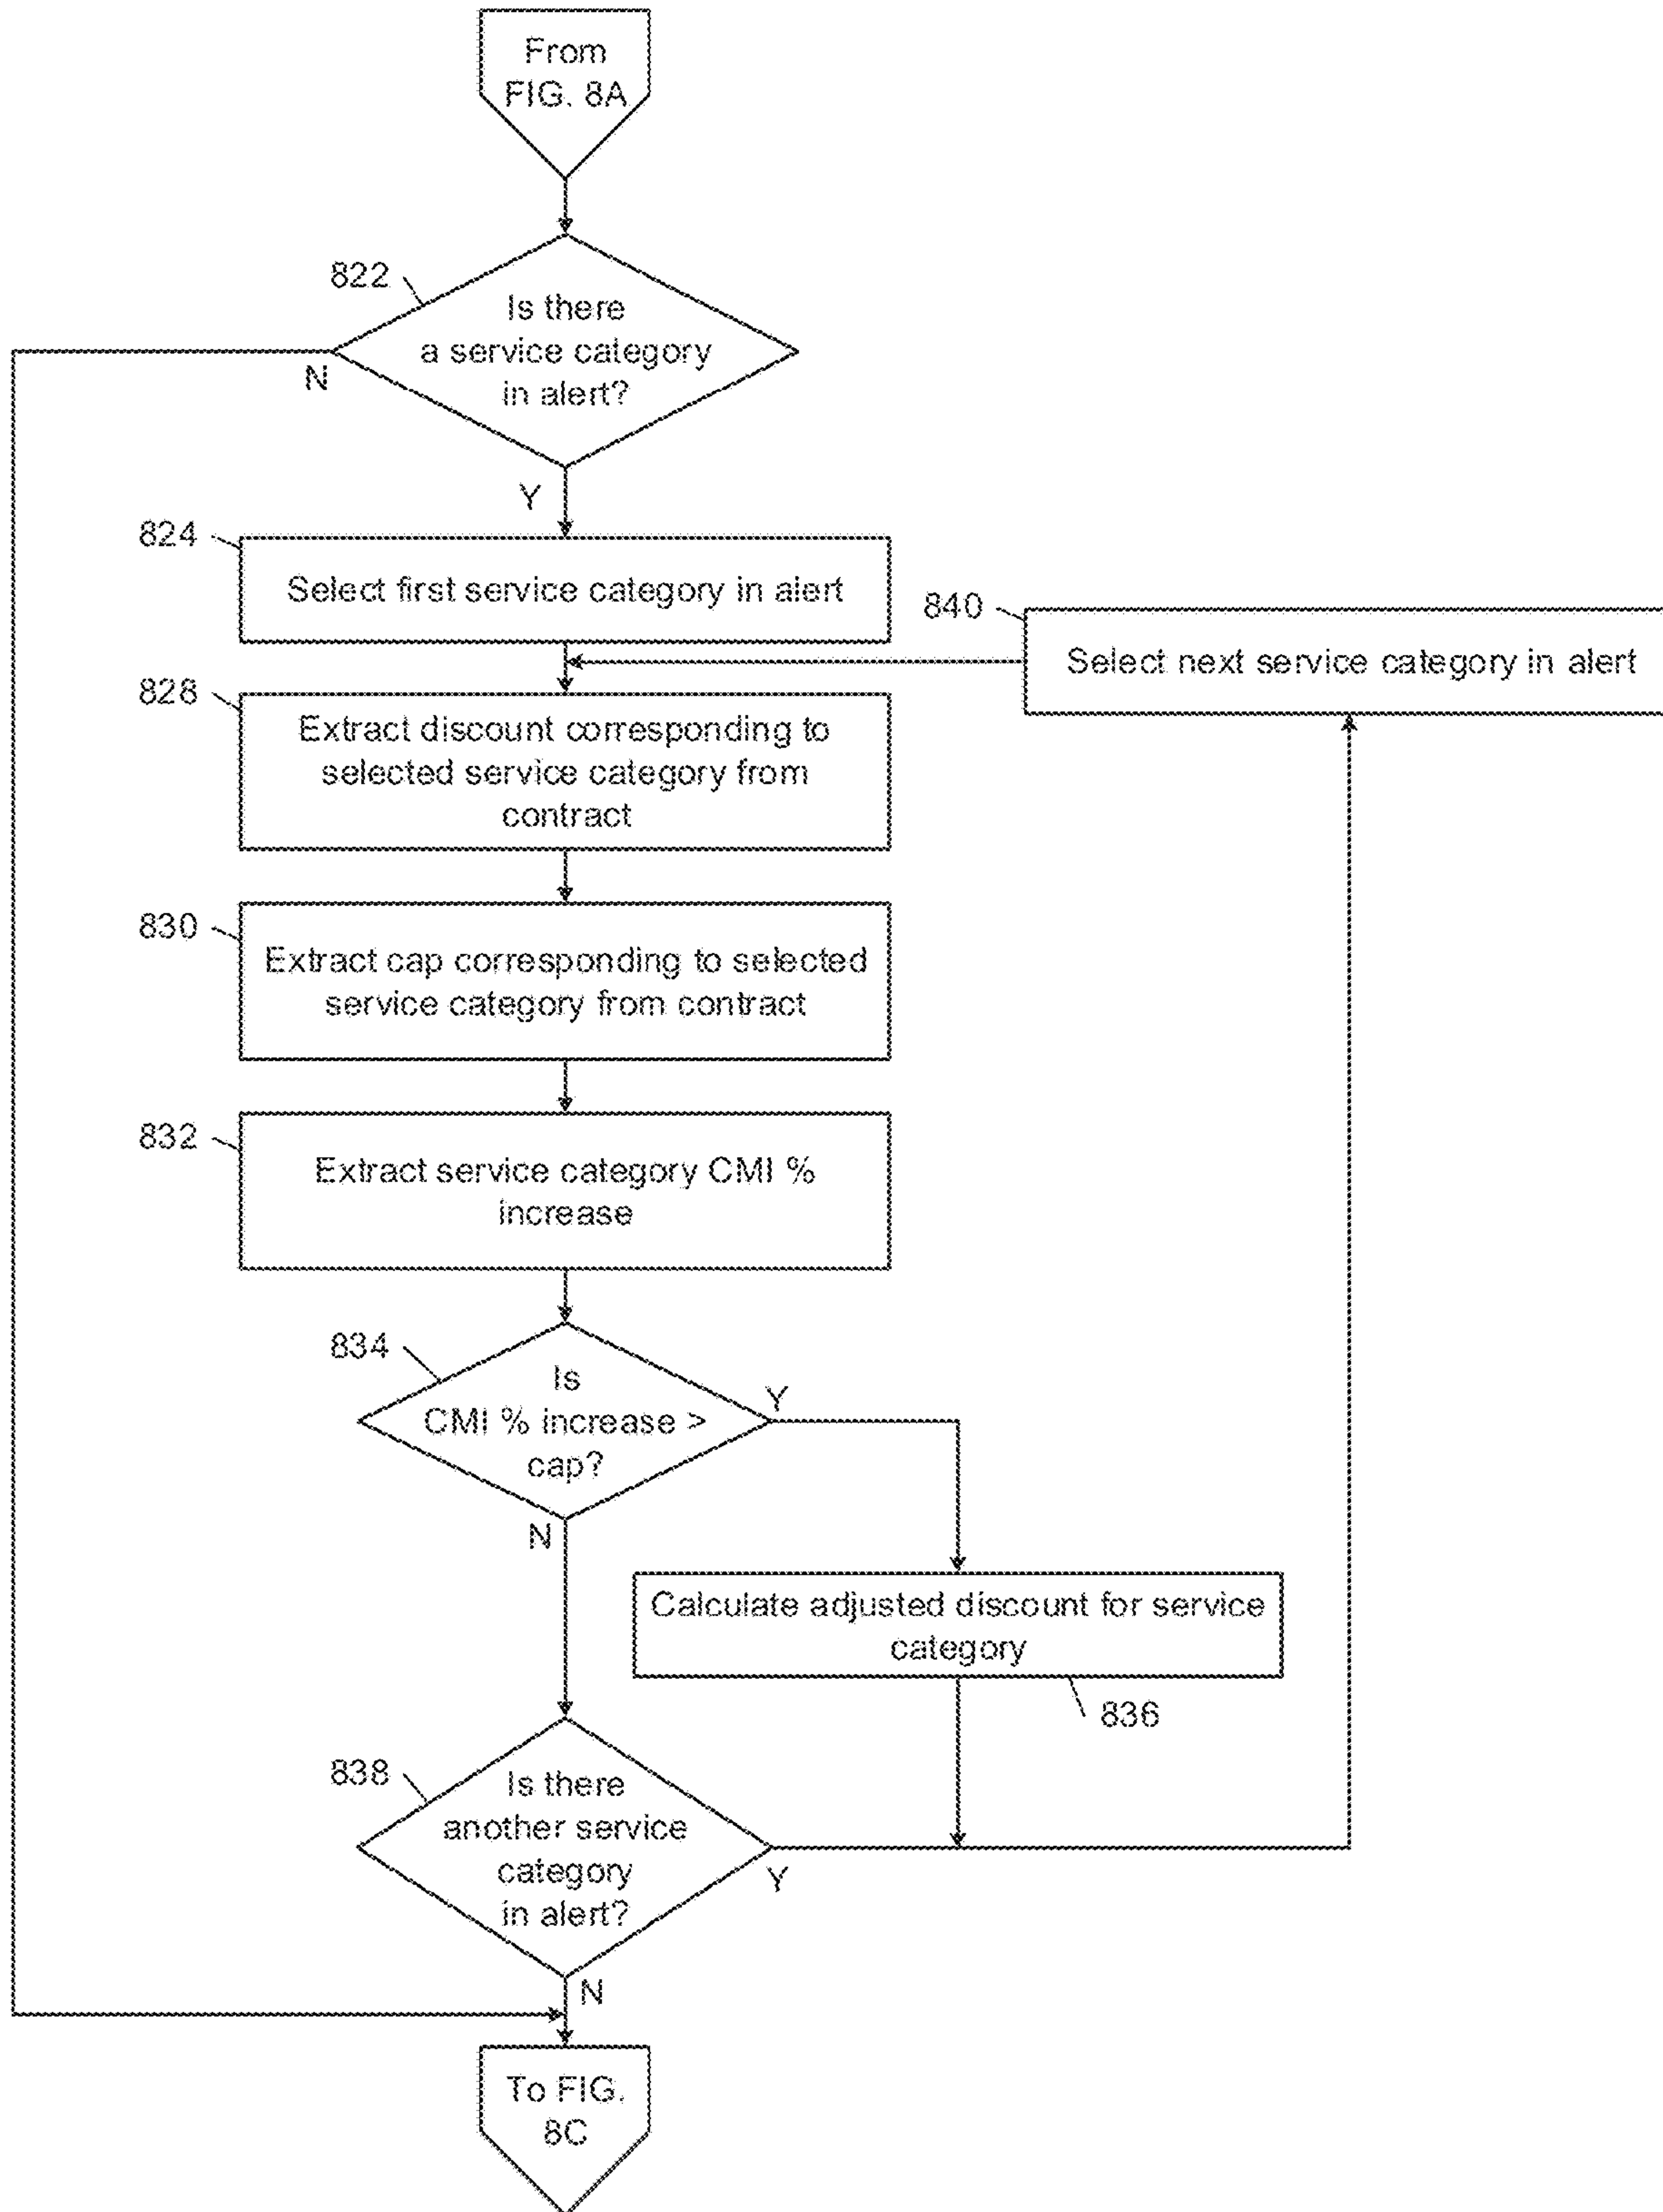 From
FIG. 8A
822
Is there
a service category
in alert?
N
Y
824
Select first service category in alert
840
Select next service category in alert
828
Extract discount corresponding to
selected service category from
contract
830
Extract cap corresponding to selected
service category from contract
832
Extract service category CMI %
increase
834
Is
CMI % increase >
cap?
Y
N
Calculate adjusted discount for service
category
836
838
Is there
another service
category
in alert?
Y
N
To FIG.
8C